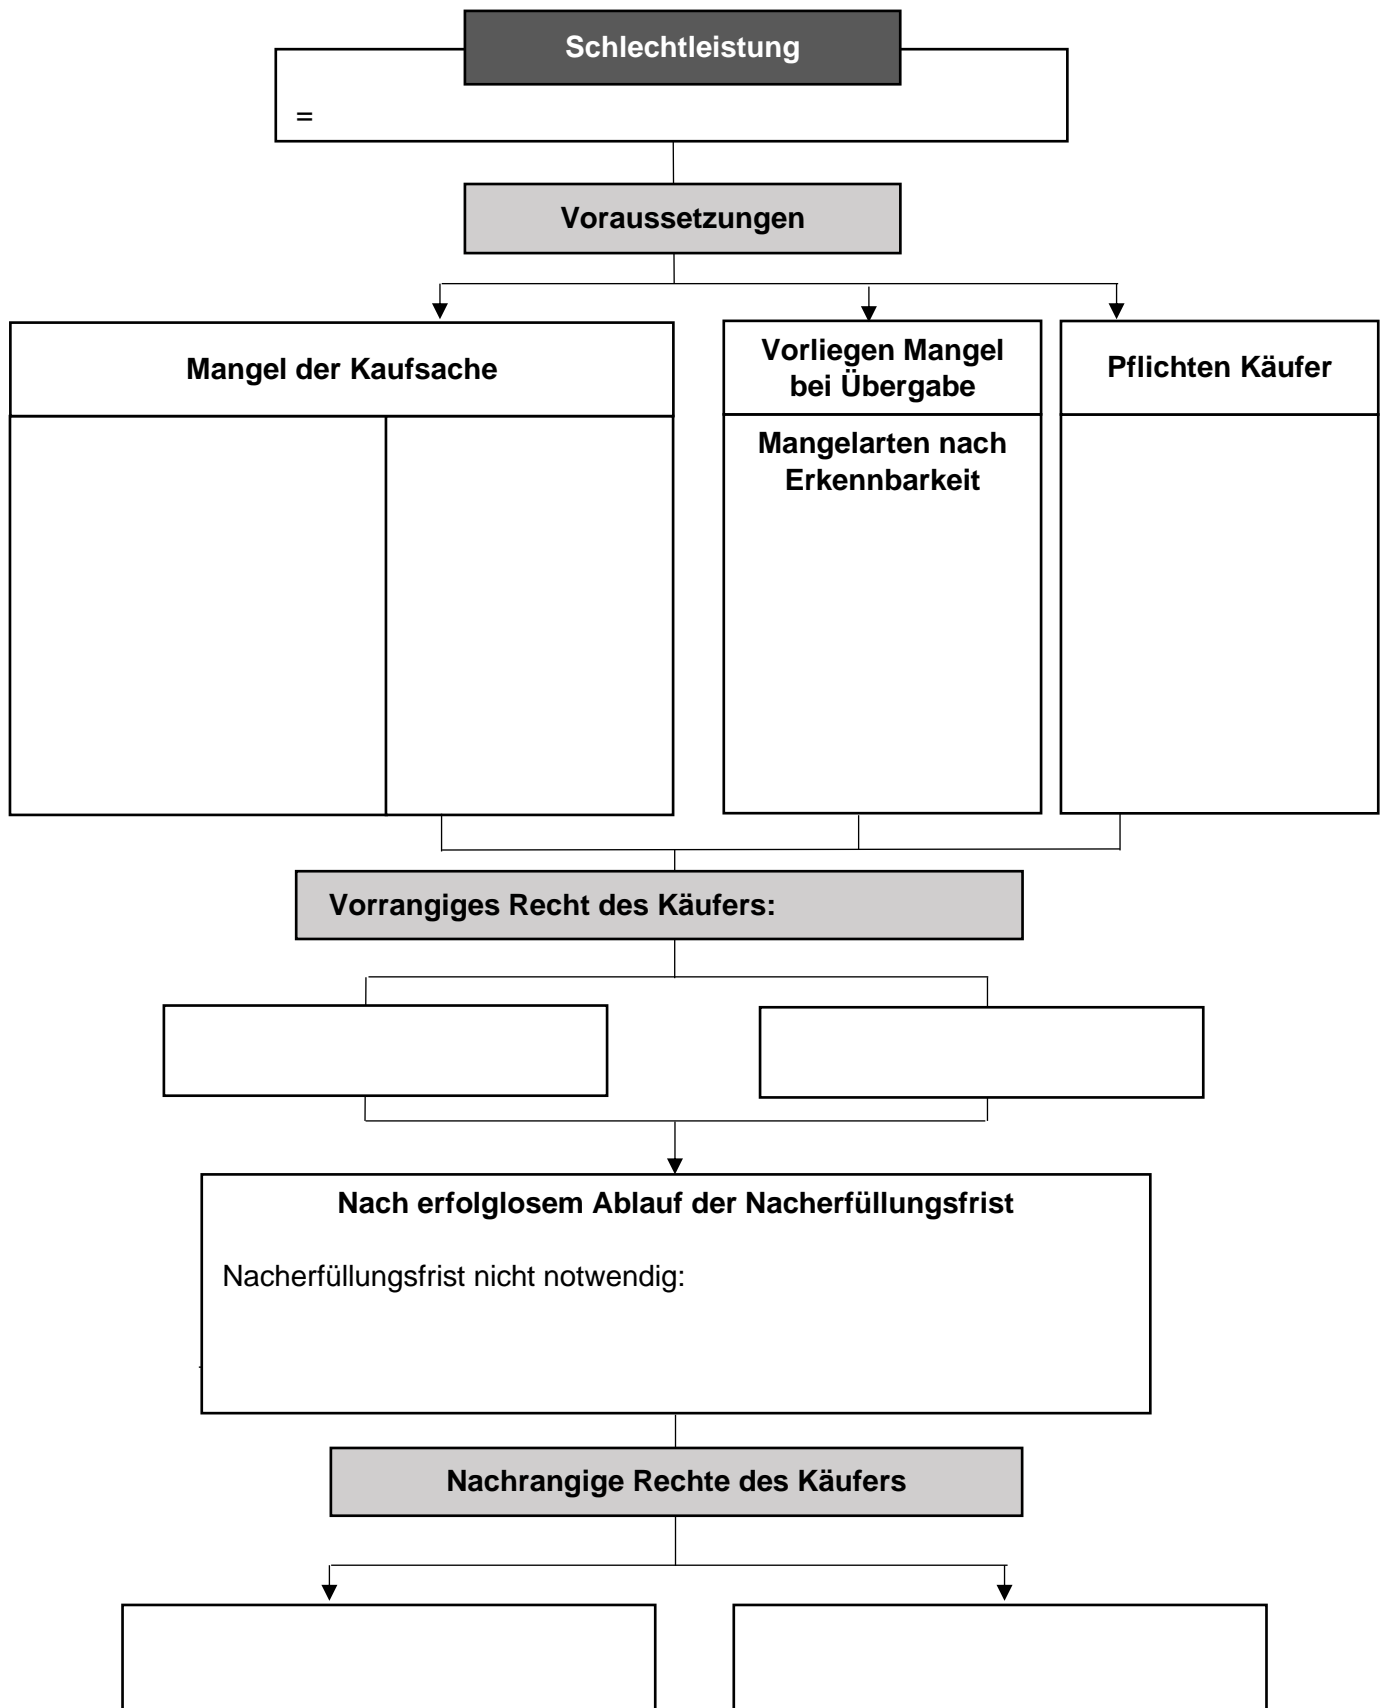 Schlechtleistung
=
Voraussetzungen
Mangel der Kaufsache
Vorliegen Mangel
bei Übergabe
Pflichten Käufer
Mangelarten nach
Erkennbarkeit
Vorrangiges Recht des Käufers:
Nach erfolglosem Ablauf der Nacherfüllungsfrist
Nacherfüllungsfrist nicht notwendig:
Nachrangige Rechte des Käufers